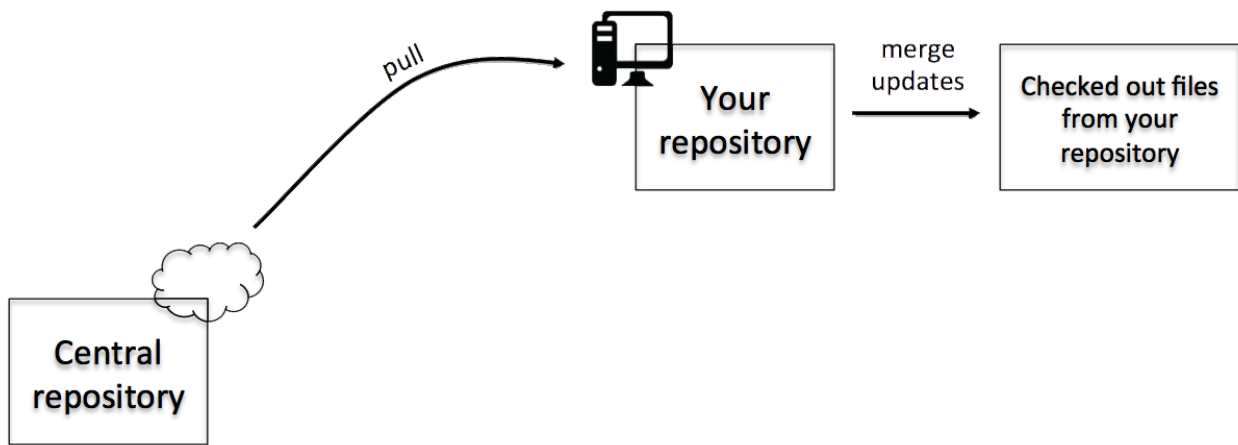 pull
Your
repository
merge
updates
Checked out files
from your
repository
Central
repository